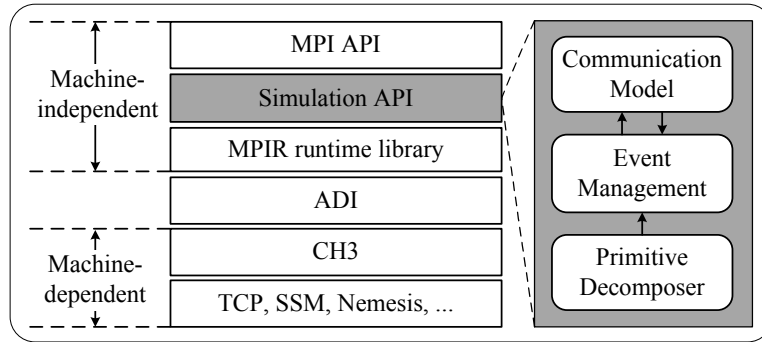 Machine-
independent
Machine-
dependent
MPI API
Simulation API
MPIR runtime library
ADI
CH3
TCP, SSM, Nemesis, ...
Communication
Model
Event
Management
Primitive
Decomposer